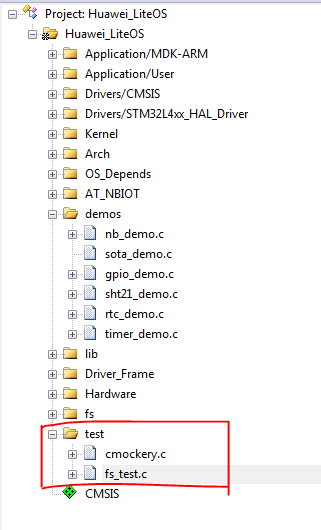 Project: Huawei_LiteOS
Huawei_LiteOS
Application/MDK-ARM
Application/User
Drivers/CMSIS
Drivers/STM32L4xx_HAL_Driver
Kernel
Arch
OS_Depends
AT_NBIOT
demos
nb_demo.c
sota_demo.c
gpio_demo.c
sht21_demo.c
rtc_demo.c
timer_demo.c
lib
Driver_Frame
Hardware
fs
test
cmockery.c
fs_test.c
CMSIS